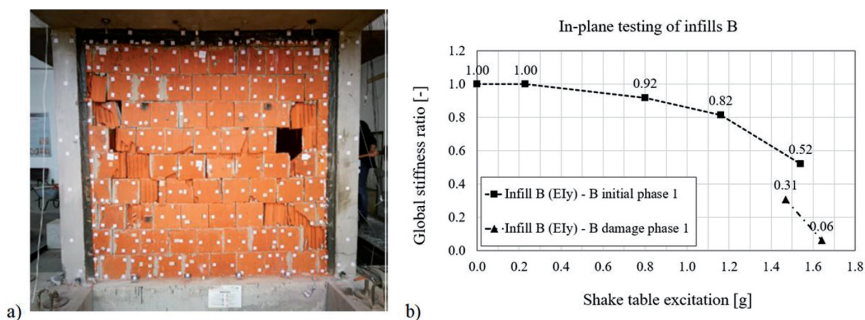 a)
In-plane testing of infills B
Global stiffness ratio [-]
1.2
1.0
0.8
0.6
0.4
0.2
0.0
1.00
1.00
0.92
0.82
0.52
0.31
0.06
Infill B (EIy) - B initial phase 1
Infill B (EIy) - B damage phase 1
0.0 0.2 0.4 0.6 0.8 1.0 1.2 1.4 1.6 1.8
Shake table excitation [g]
b)